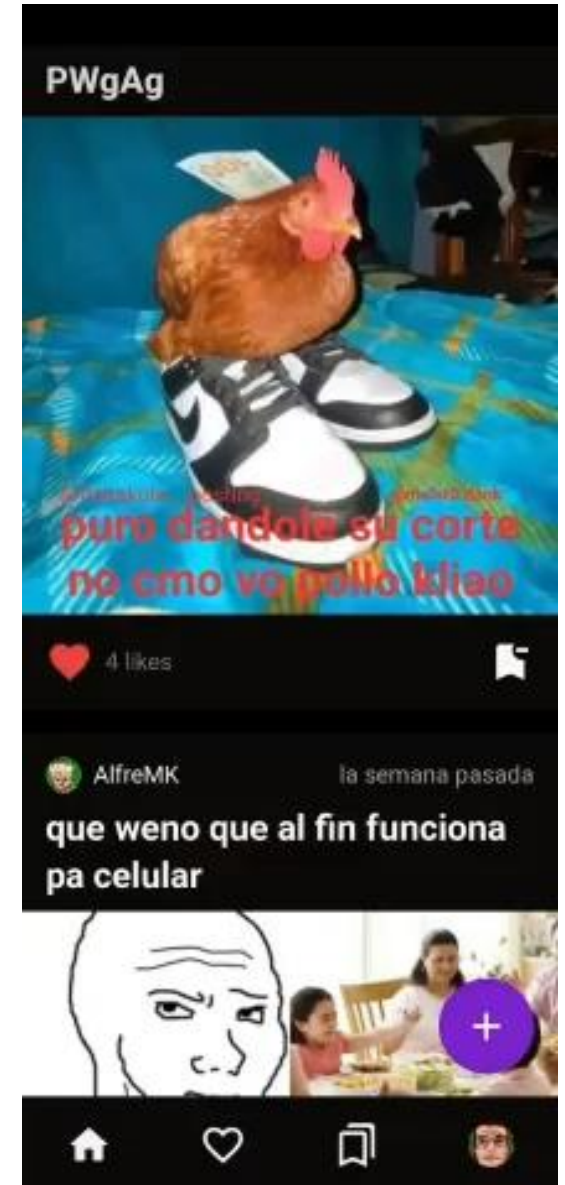 PWgAg
puro dandole su corte
no cmo vo pollo kliao
4 likes
AlfreMK
la semana pasada
que weno que al fin funciona
pa celular